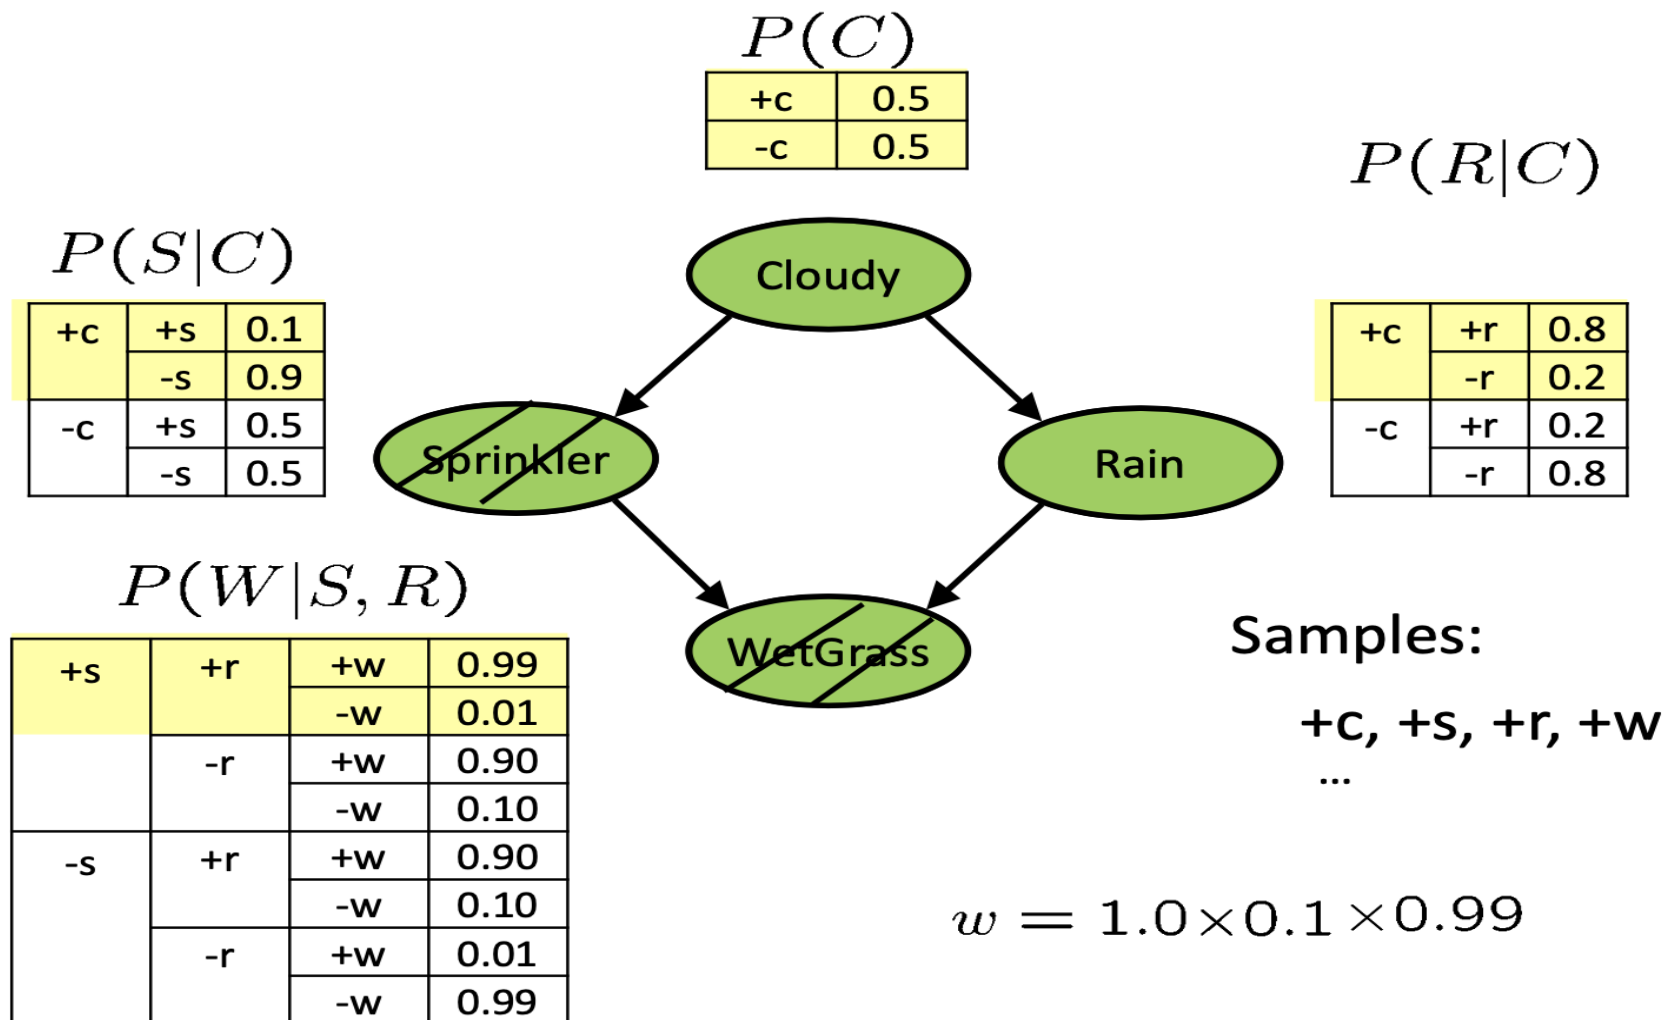 P(C)
+c 0.5
-c 0.5
P(S|C)
+c +s 0.1
-s 0.9
-c +s 0.5
-s 0.5
Cloudy
P(R|C)
+c +r 0.8
-r 0.2
-c +r 0.2
-r 0.8
Sprinkler
Rain
WetGrass
P(W|S, R)
+s +r +w 0.99
-w 0.01
-r +w 0.90
-w 0.10
-s +r +w 0.90
-w 0.10
-r +w 0.01
-w 0.99
Samples:
+c, +s, +r, +w
...
w = 1.0×0.1×0.99